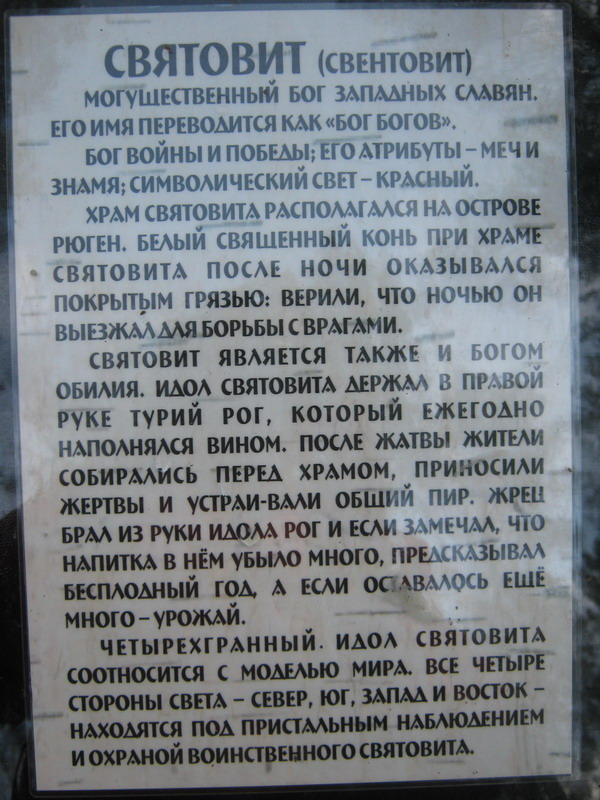 СВЯТОВИТ (СВЕНТОВИТ)
МОГУЩЕСТВЕННЫЙ БОГ ЗАПАДНЫХ СЛАВЯН.
ЕГО ИМЯ ПЕРЕВОДИТСЯ КАК «БОГ БОГОВ».
БОГ ВОЙНЫ И ПОБЕДЫ; ЕГО АТРИБУТЫ – МЕЧ И
ЗНАМЯ; СИМВОЛИЧЕСКИЙ СВЕТ – КРАСНЫЙ.
ХРАМ СВЯТОВИТА РАСПОЛАГАЛСЯ НА ОСТРОВЕ
РЮГЕН. БЕЛЫЙ СВЯЩЕННЫЙ КОНЬ ПРИ ХРАМЕ
СВЯТОВИТА ПОСЛЕ НОЧИ ОКАЗЫВАЛСЯ
ПОКРЫТЫМ ГРЯЗЬЮ: ВЕРИЛИ, ЧТО НОЧЬЮ ОН
ВЫЕЗЖАЛ ДЛЯ БОРЬБЫ С ВРАГАМИ.
СВЯТОВИТ ЯВЛЯЕТСЯ ТАКЖЕ И БОГОМ
ОБИЛИЯ. ИДОЛ СВЯТОВИТА ДЕРЖАЛ В ПРАВОЙ
РУКЕ ТУРИЙ РОГ, КОТОРЫЙ ЕЖЕГОДНО
НАПОЛНЯЛСЯ ВИНОМ. ПОСЛЕ ЖАТВЫ ЖИТЕЛИ
СОБИРАЛИСЬ ПЕРЕД ХРАМОМ, ПРИНОСИЛИ
ЖЕРТВЫ И УСТРАИ-ВАЛИ ОБЩИЙ ПИР. ЖРЕЦ
БРАЛ ИЗ РУКИ ИДОЛА РОГ И ЕСЛИ ЗАМЕЧАЛ, ЧТО
НАПИТКА В НЁМ УБЫЛО МНОГО, ПРЕДСКАЗЫВАЛ
БЕСПЛОДНЫЙ ГОД, А ЕСЛИ ОСТАВАЛОСЬ ЕЩЁ
МНОГО – УРОЖАЙ.
ЧЕТЫРЕХГРАННЫЙ ИДОЛ СВЯТОВИТА
СООТНОСИТСЯ С МОДЕЛЬЮ МИРА. ВСЕ ЧЕТЫРЕ
СТОРОНЫ СВЕТА – СЕВЕР, ЮГ, ЗАПАД И ВОСТОК –
НАХОДЯТСЯ ПОД ПРИСТАЛЬНЫМ НАБЛЮДЕНИЕМ
И ОХРАНОЙ ВОИНСТВЕННОГО СВЯТОВИТА.